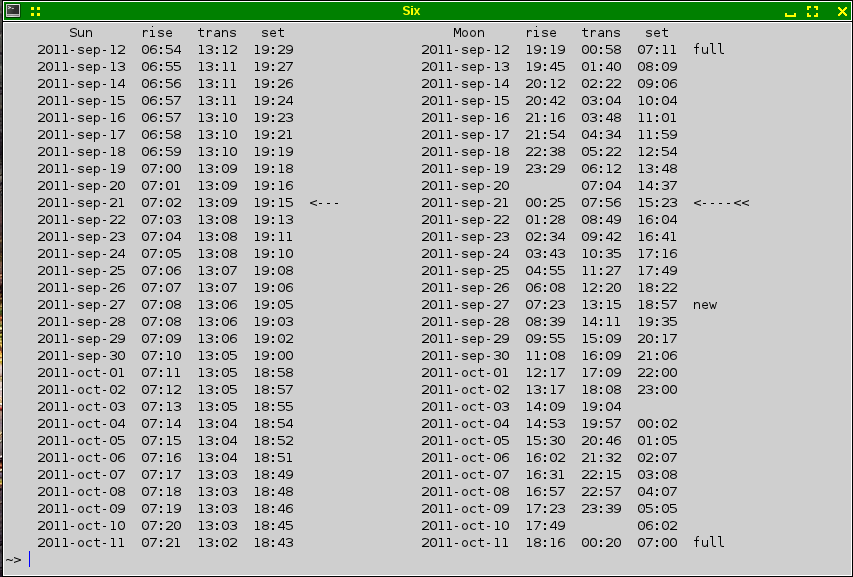 Six
Sun rise trans set Moon rise trans set
2011-sep-12 06:54 13:12 19:29 2011-sep-12 19:19 00:58 07:11 full
2011-sep-13 06:55 13:11 19:27 2011-sep-13 19:45 01:40 08:09
2011-sep-14 06:56 13:11 19:26 2011-sep-14 20:12 02:22 09:06
2011-sep-15 06:57 13:11 19:24 2011-sep-15 20:42 03:04 10:04
2011-sep-16 06:57 13:10 19:23 2011-sep-16 21:16 03:48 11:01
2011-sep-17 06:58 13:10 19:21 2011-sep-17 21:54 04:34 11:59
2011-sep-18 06:59 13:10 19:19 2011-sep-18 22:38 05:22 12:54
2011-sep-19 07:00 13:09 19:18 2011-sep-19 23:29 06:12 13:48
2011-sep-20 07:01 13:09 19:16 2011-sep-20 07:04 14:37
2011-sep-21 07:02 13:09 19:15 <--- 2011-sep-21 00:25 07:56 15:23 <----<<
2011-sep-22 07:03 13:08 19:13 2011-sep-22 01:28 08:49 16:04
2011-sep-23 07:04 13:08 19:11 2011-sep-23 02:34 09:42 16:41
2011-sep-24 07:05 13:08 19:10 2011-sep-24 03:43 10:35 17:16
2011-sep-25 07:06 13:07 19:08 2011-sep-25 04:55 11:27 17:49
2011-sep-26 07:07 13:07 19:06 2011-sep-26 06:08 12:20 18:22
2011-sep-27 07:08 13:06 19:05 2011-sep-27 07:23 13:15 18:57 new
2011-sep-28 07:08 13:06 19:03 2011-sep-28 08:39 14:11 19:35
2011-sep-29 07:09 13:06 19:02 2011-sep-29 09:55 15:09 20:17
2011-sep-30 07:10 13:05 19:00 2011-sep-30 11:08 16:09 21:06
2011-oct-01 07:11 13:05 18:58 2011-oct-01 12:17 17:09 22:00
2011-oct-02 07:12 13:05 18:57 2011-oct-02 13:17 18:08 23:00
2011-oct-03 07:13 13:05 18:55 2011-oct-03 14:09 19:04
2011-oct-04 07:14 13:04 18:54 2011-oct-04 14:53 19:57 00:02
2011-oct-05 07:15 13:04 18:52 2011-oct-05 15:30 20:46 01:05
2011-oct-06 07:16 13:04 18:51 2011-oct-06 16:02 21:32 02:07
2011-oct-07 07:17 13:03 18:49 2011-oct-07 16:31 22:15 03:08
2011-oct-08 07:18 13:03 18:48 2011-oct-08 16:57 22:57 04:07
2011-oct-09 07:19 13:03 18:46 2011-oct-09 17:23 23:39 05:05
2011-oct-10 07:20 13:03 18:45 2011-oct-10 17:49 06:02
2011-oct-11 07:21 13:02 18:43 2011-oct-11 18:16 00:20 07:00 full
~>